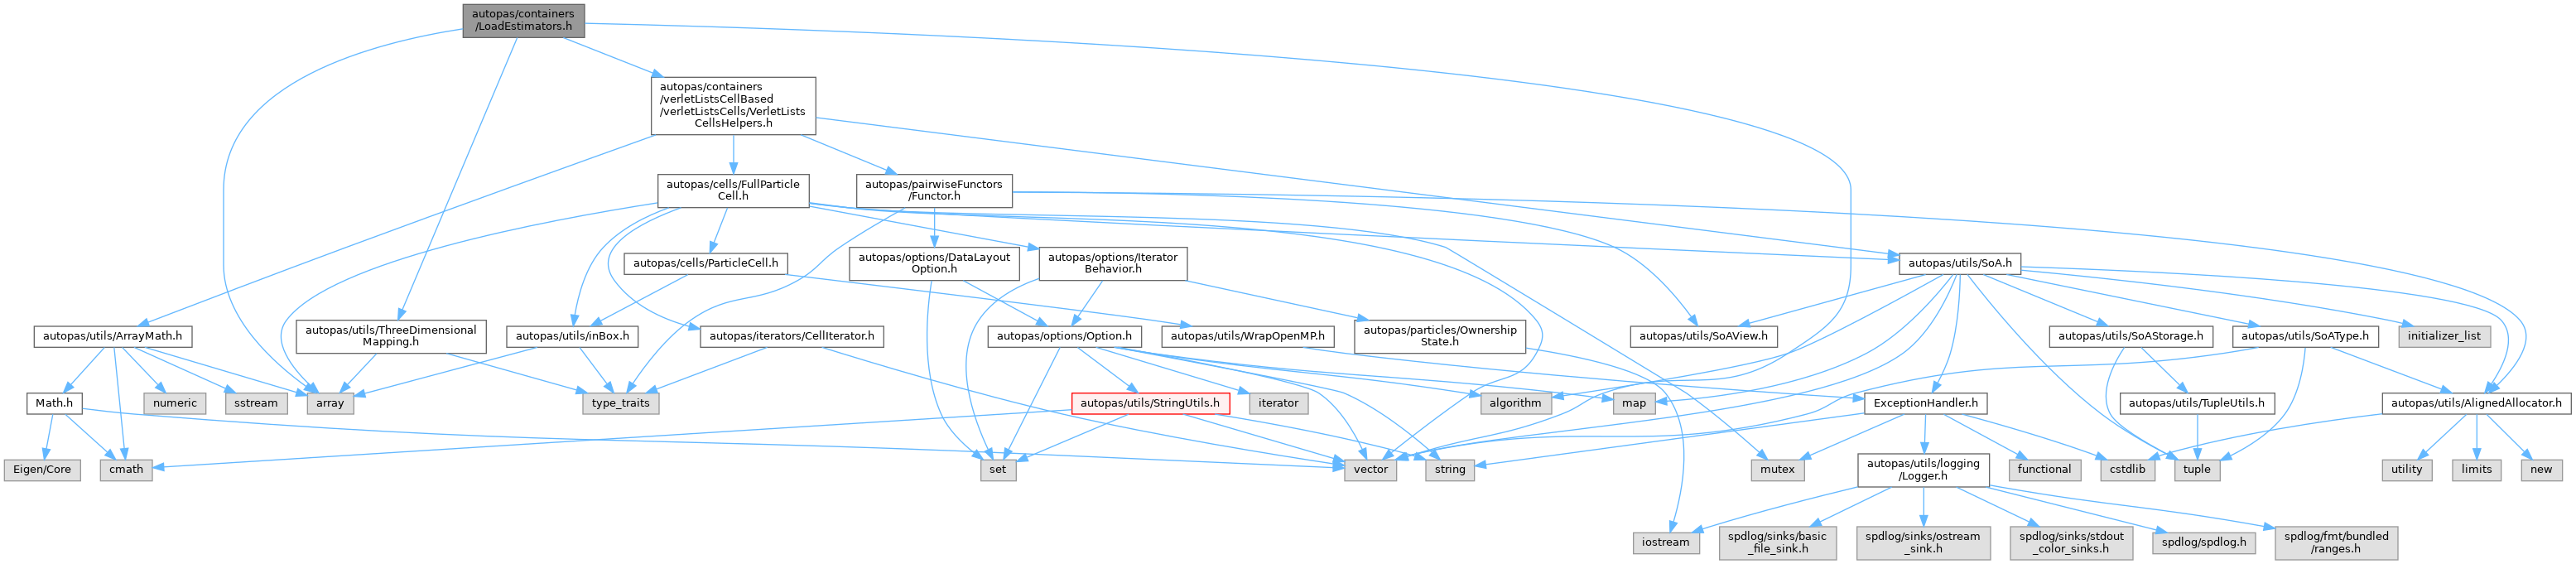 autopas/containers
/LoadEstimators.h
autopas/containers
/verletListsCellBased
/verletListsCells/VerletLists
CellsHelpers.h
autopas/cells/FullParticle
Cell.h
autopas/pairwiseFunctors
/Functor.h
autopas/cells/ParticleCell.h
autopas/options/DataLayout
Option.h
autopas/options/Iterator
Behavior.h
autopas/utils/SoA.h
autopas/utils/ArrayMath.h
autopas/utils/ThreeDimensional
Mapping.h
autopas/utils/inBox.h
autopas/iterators/CellIterator.h
autopas/options/Option.h
autopas/utils/WrapOpenMP.h
autopas/particles/Ownership
State.h
autopas/utils/SoAView.h
autopas/utils/SoAStorage.h
autopas/utils/SoAType.h
initializer_list
Math.h
numeric
sstream
array
type_traits
autopas/utils/StringUtils.h
iterator
algorithm
map
ExceptionHandler.h
autopas/utils/TupleUtils.h
autopas/utils/AlignedAllocator.h
Eigen/Core
cmath
set
vector
string
mutex
autopas/utils/logging
/Logger.h
functional
cstdlib
tuple
utility
limits
new
iostream
spdlog/sinks/basic
_file_sink.h
spdlog/sinks/ostream
_sink.h
spdlog/sinks/stdout
_color_sinks.h
spdlog/spdlog.h
spdlog/fmt/bundled
/ranges.h